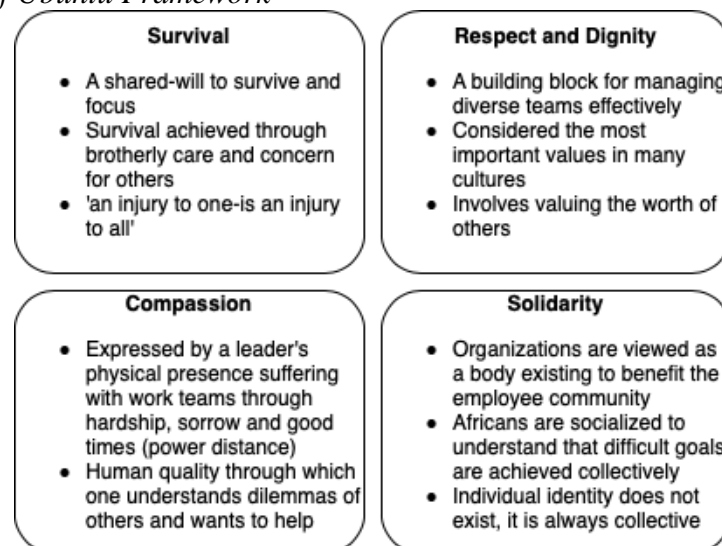 Ubuntu Framework
Survival
• A shared-will to survive and
focus
• Survival achieved through
brotherly care and concern
for others
• 'an injury to one-is an injury
to all'
Respect and Dignity
• A building block for managing
diverse teams effectively
• Considered the most
important values in many
cultures
• Involves valuing the worth of
others
Compassion
• Expressed by a leader's
physical presence suffering
with work teams through
hardship, sorrow and good
times (power distance)
• Human quality through which
one understands dilemmas of
others and wants to help
Solidarity
• Organizations are viewed as
a body existing to benefit the
employee community
• Africans are socialized to
understand that difficult goals
are achieved collectively
• Individual identity does not
exist, it is always collective